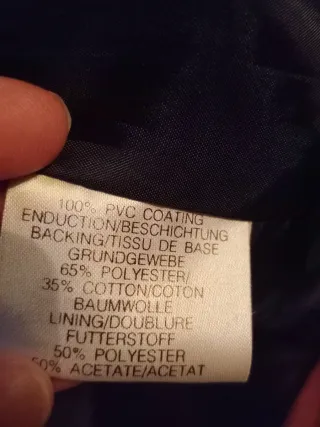 100% PVC COATING
ENDUCTION/BESCHICHTUNG
BACKING/TISSU DE BASE
GRUNDGEWEBE
65% POLYESTER/
35% COTTON/COTON
BAUMWOLLE
LINING/DOUBLURE
FUTTERSTOFF
50% POLYESTER
50% ACETATE/ACETAT